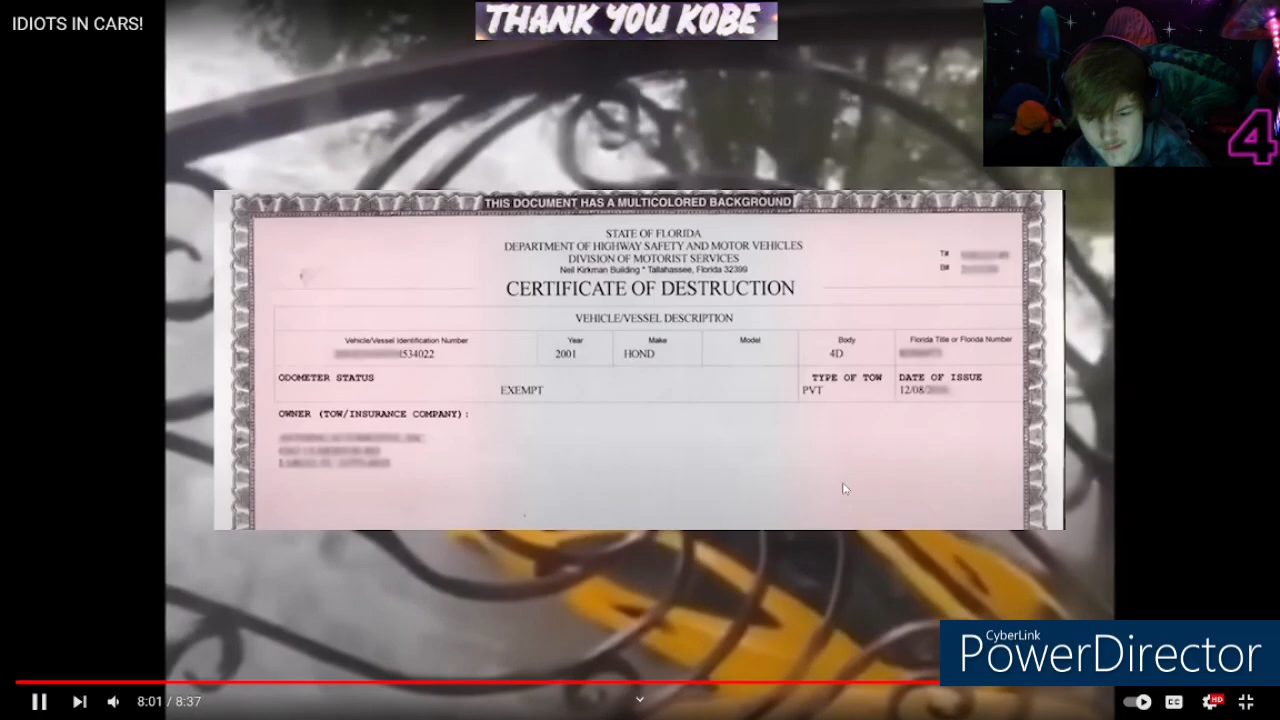 IDIOTS IN CARS!
THANK YOU KOBE
4
THIS DOCUMENT HAS A MULTICOLORED BACKGROUND
STATE OF FLORIDA
DEPARTMENT OF HIGHWAY SAFETY AND MOTOR VEHICLES
DIVISION OF MOTORIST SERVICES
Neil Kirkman Building * Tallahassee, Florida 32399
T#
B#
CERTIFICATE OF DESTRUCTION
VEHICLE/VESSEL DESCRIPTION
Vehicle/Vessel Identification Number Year Make Model Body Florida Title or Florida Number
1534022 2001 HOND 4D
ODOMETER STATUS TYPE OF TOW DATE OF ISSUE
EXEMPT PVT 12/08/
OWNER (TOW/INSURANCE COMPANY):
CyberLink
PowerDirector
8:01 / 8:37
CC
HD